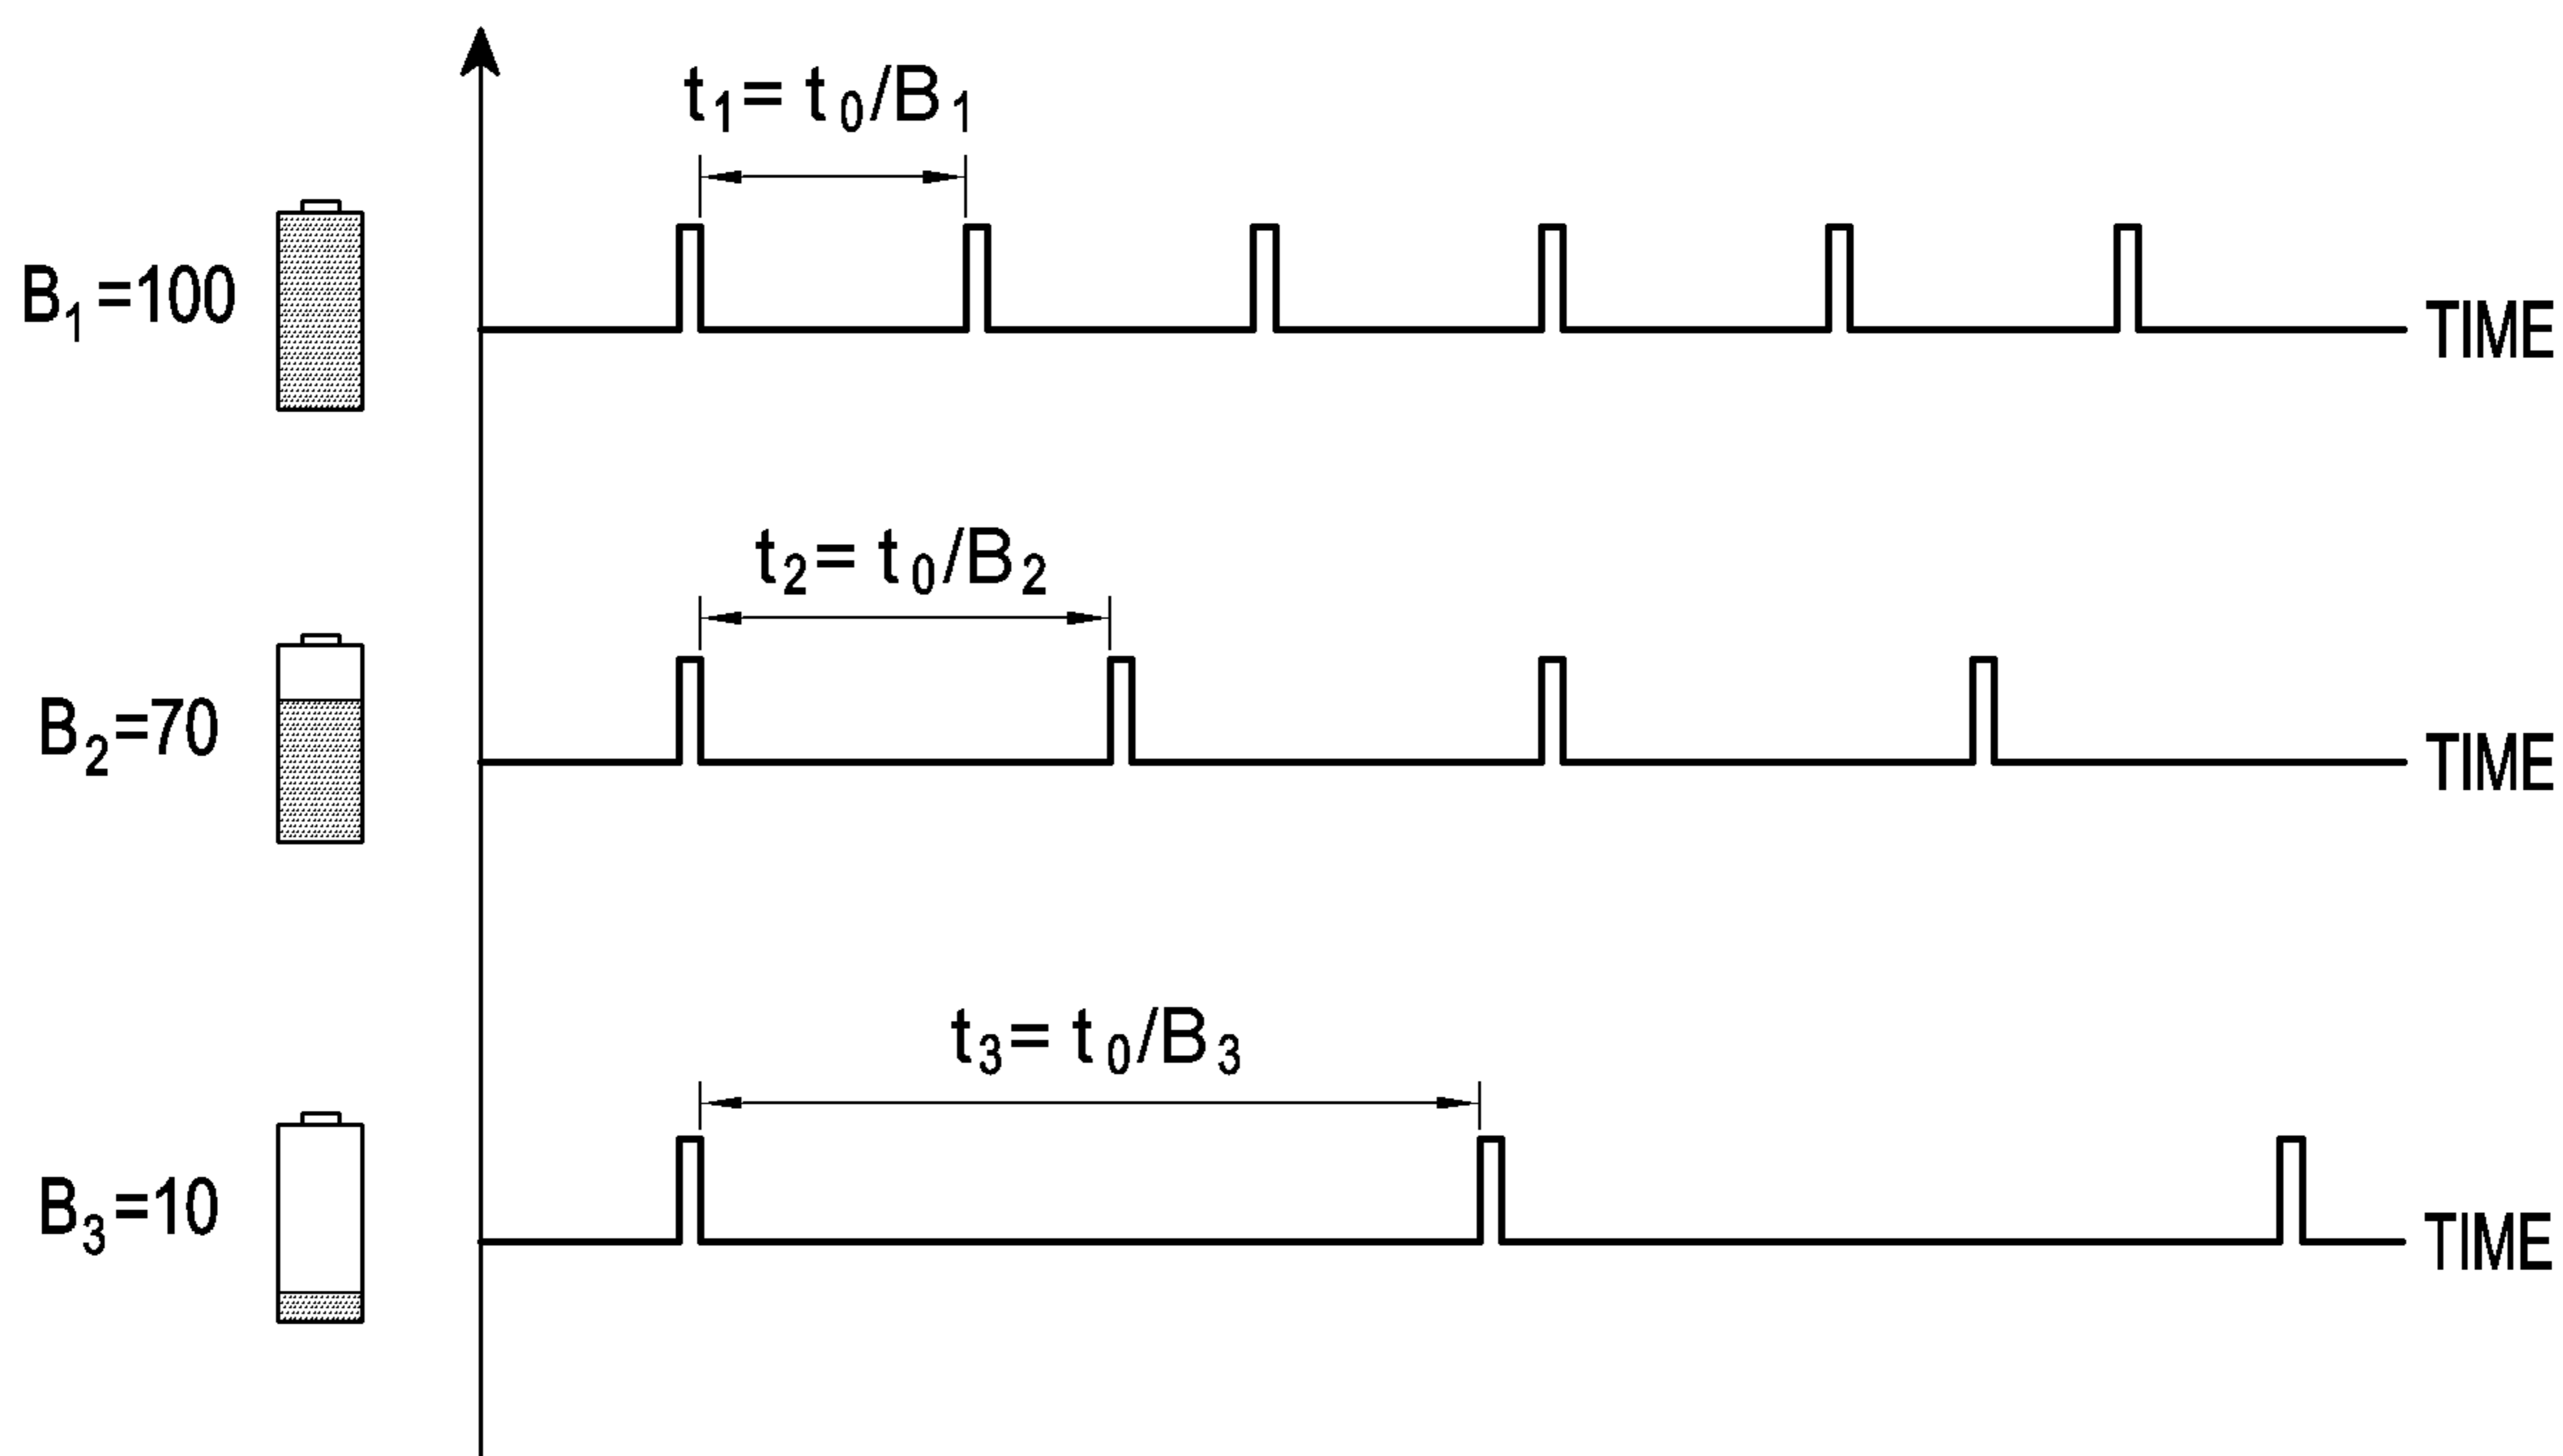 t₁= t₀/B₁
B₁=100
TIME
t₂= t₀/B₂
B₂=70
TIME
t₃= t₀/B₃
B₃=10
TIME